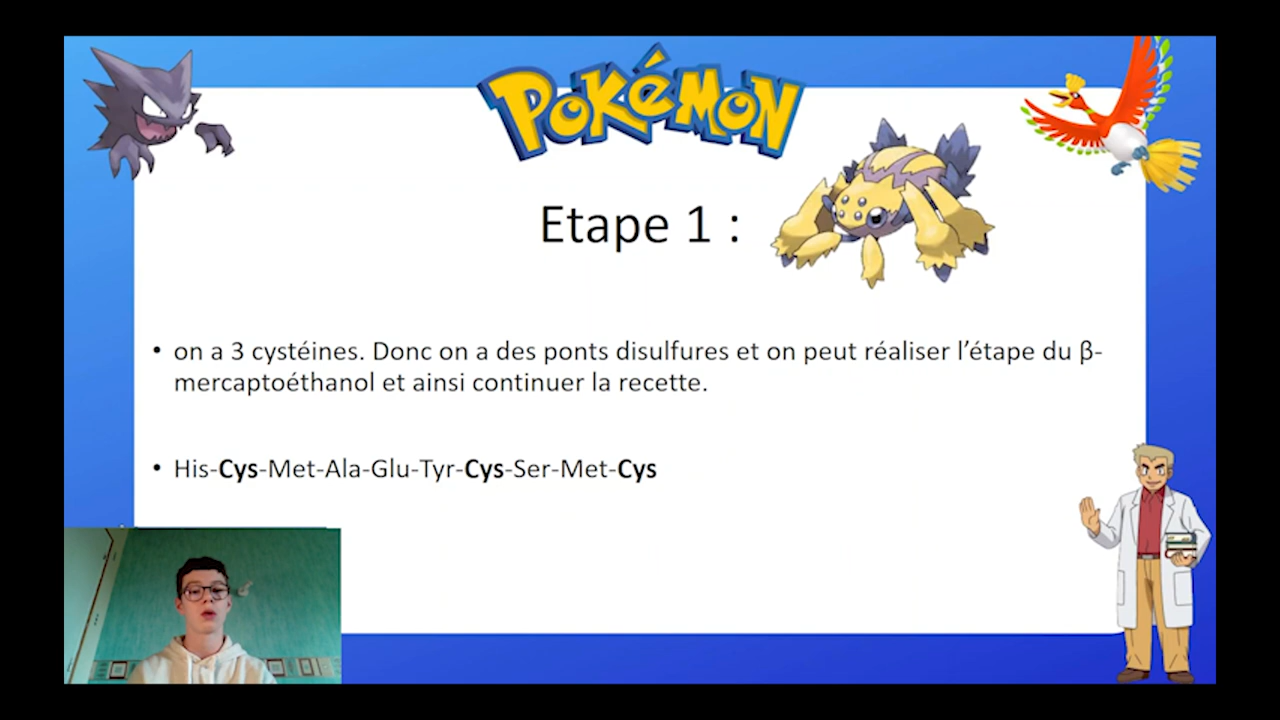 POKéMON
Etape 1 :
• on a 3 cystéines. Donc on a des ponts disulfures et on peut réaliser l’étape du β-
mercaptoéthanol et ainsi continuer la recette.
• His-Cys-Met-Ala-Glu-Tyr-Cys-Ser-Met-Cys